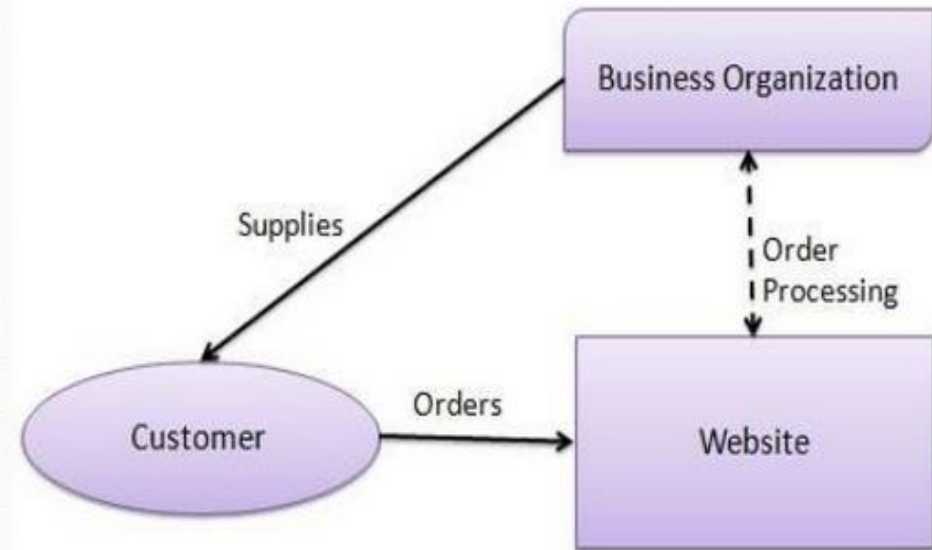 Business Organization
Supplies
Order
Processing
Orders
Customer
Website